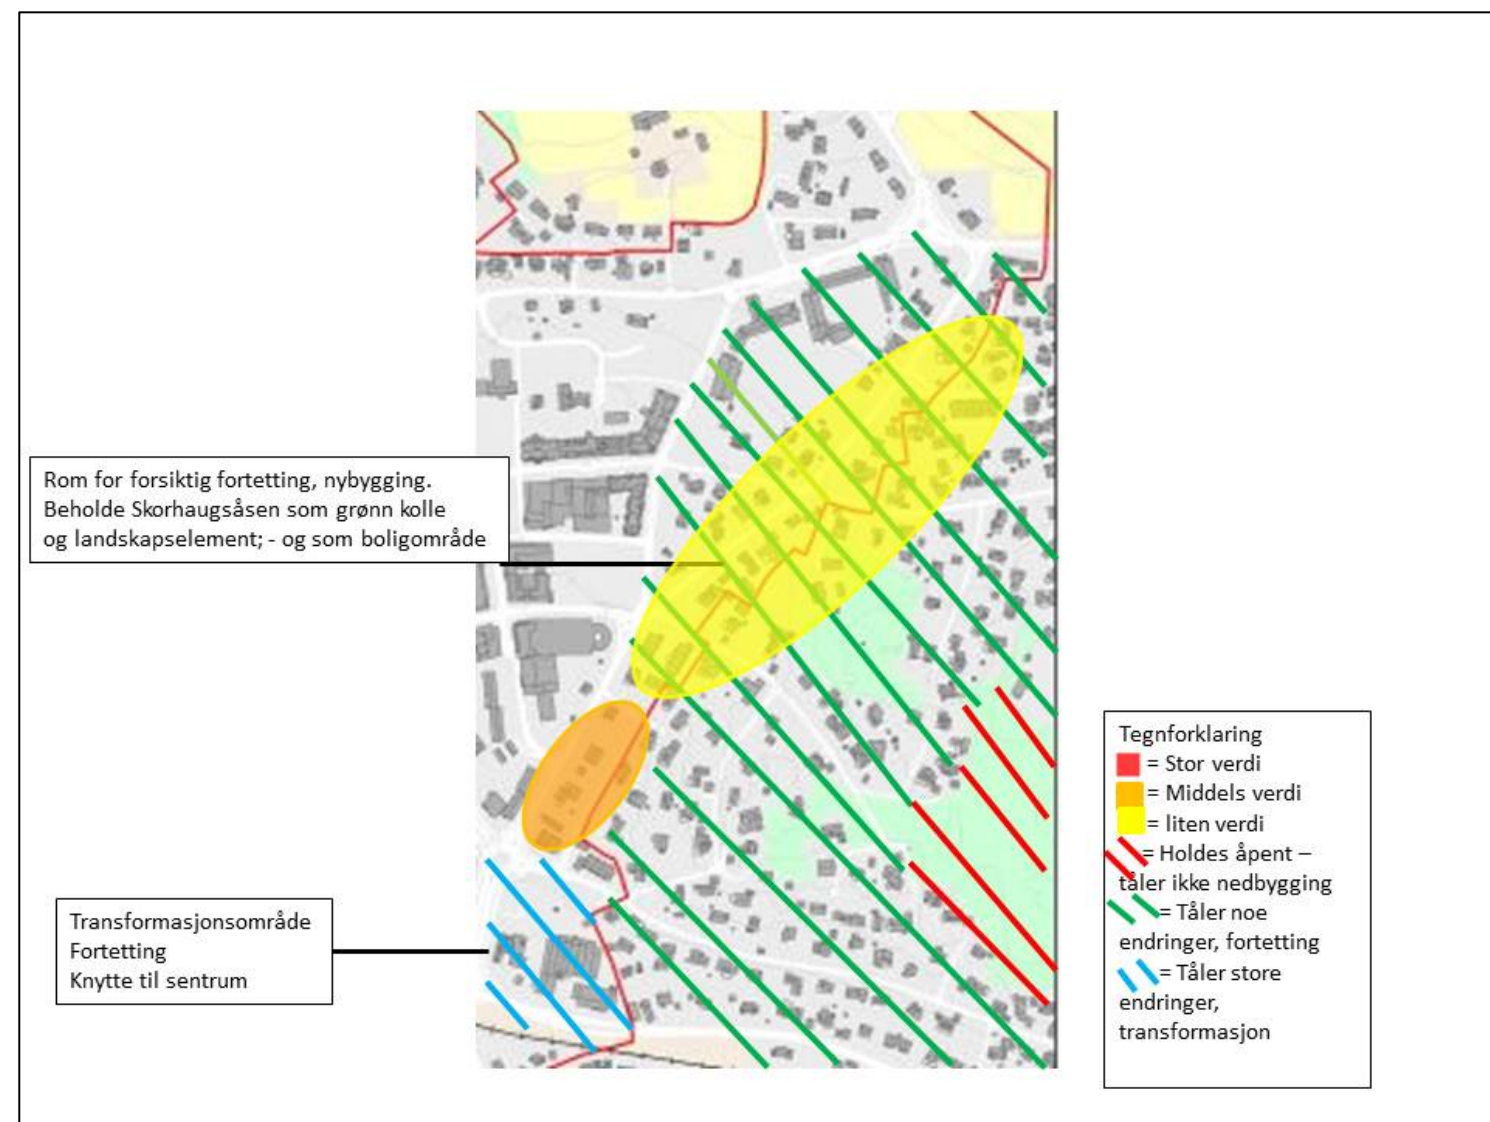 Rom for forsiktig fortetting, nybygging.
Beholde Skorhaugsåsen som grønn kolle
og landskapselement; - og som boligområde
Transformasjonsområde
Fortetting
Knytte til sentrum
Tegnforklaring
= Stor verdi
= Middels verdi
= liten verdi
= Holdes åpent –
tåler ikke nedbygging
= Tåler noe
endringer, fortetting
= Tåler store
endringer,
transformasjon